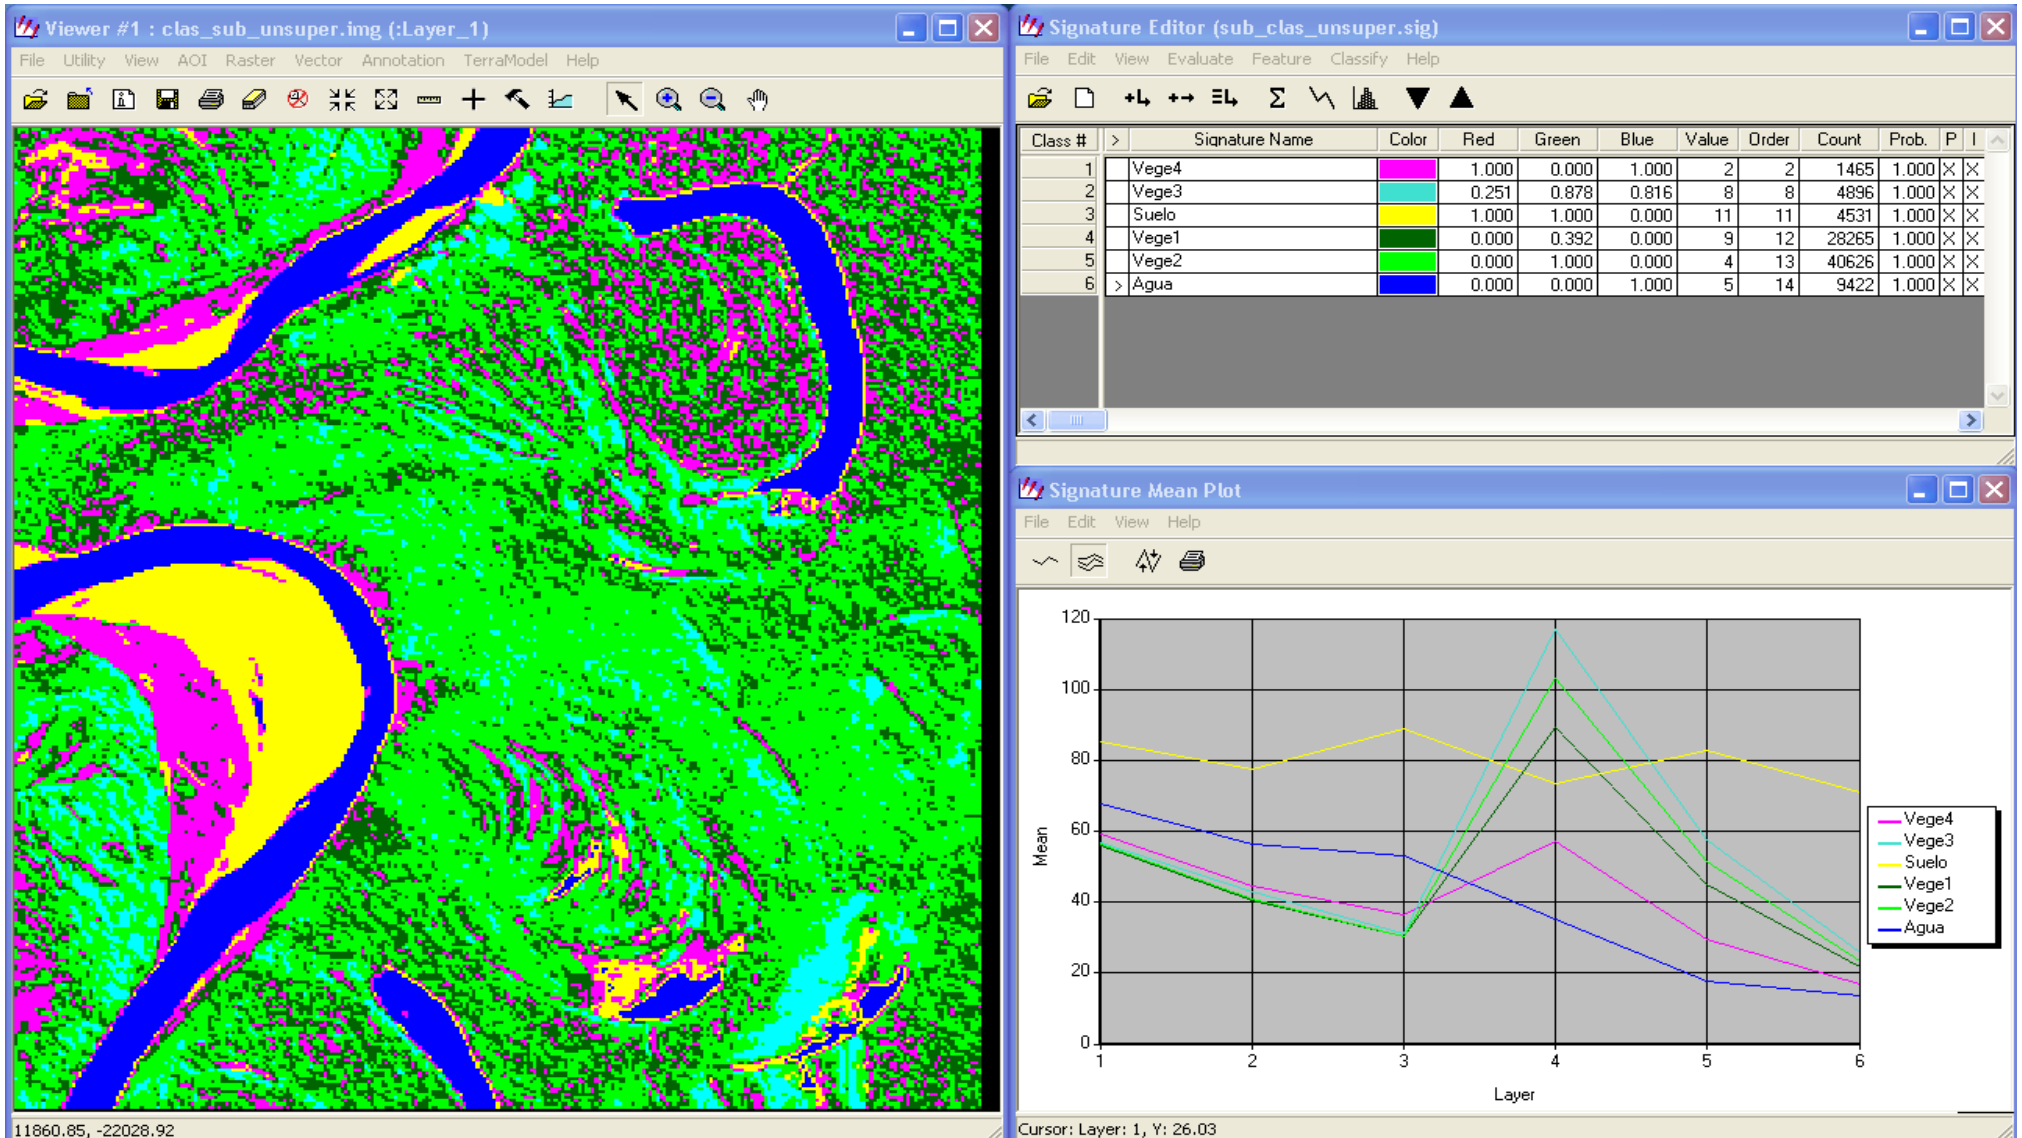 Viewer #1 : clas_sub_unsuper.img (:Layer_1)
File Utility View AOI Raster Vector Annotation TerraModel Help
11860.85, -22028.92
Signature Editor (sub_clas_unsuper.sig)
File Edit View Evaluate Feature Classify Help
Class # > Signature Name Color Red Green Blue Value Order Count Prob. P I
1 Vege4 1.000 0.000 1.000 2 2 1465 1.000 X X
2 Vege3 0.251 0.878 0.816 8 8 4896 1.000 X X
3 Suelo 1.000 1.000 0.000 11 11 4531 1.000 X X
4 Vege1 0.000 0.392 0.000 9 12 28265 1.000 X X
5 Vege2 0.000 1.000 0.000 4 13 40626 1.000 X X
6 > Agua 0.000 0.000 1.000 5 14 9422 1.000 X X
Signature Mean Plot
File Edit View Help
120
100
80
60
40
20
0
Mean
1 2 3 4 5 6
Layer
Vege4
Vege3
Suelo
Vege1
Vege2
Agua
Cursor: Layer: 1, Y: 26.03